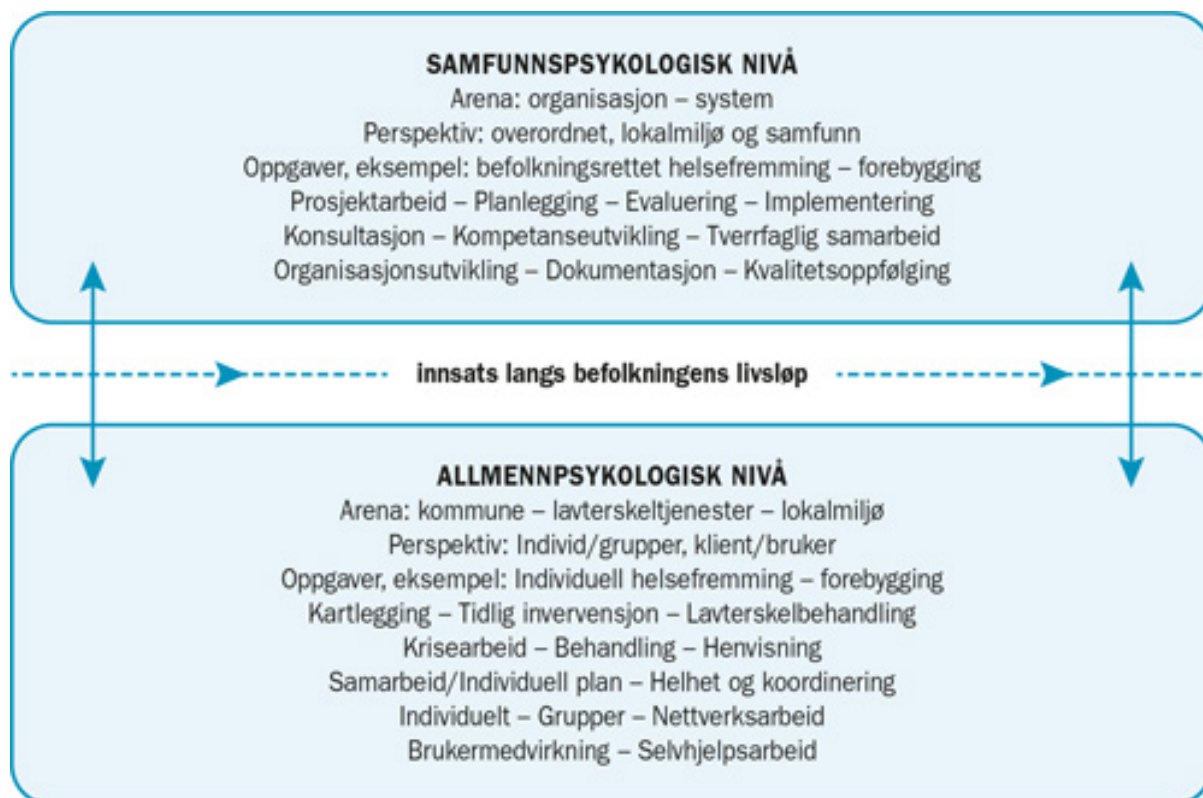 SAMFUNNSPSYKOLOGISK NIVÅ
Arena: organisasjon – system
Perspektiv: overordnet, lokalmiljø og samfunn
Oppgaver, eksempel: befolkningsrettet helsefremming – forebygging
Prosjektarbeid – Planlegging – Evaluering – Implementering
Konsultasjon – Kompetanseutvikling – Tverrfaglig samarbeid
Organisasjonsutvikling – Dokumentasjon – Kvalitetsoppfølging
innsats langs befolkningens livsløp
ALLMENNPSYKOLOGISK NIVÅ
Arena: kommune – lavterskeltjenester – lokalmiljø
Perspektiv: Individ/grupper, klient/bruker
Oppgaver, eksempel: Individuell helsefremming – forebygging
Kartlegging – Tidlig invervensjon – Lavterskelbehandling
Krisearbeid – Behandling – Henvisning
Samarbeid/Individuell plan – Helhet og koordinering
Individuelt – Grupper – Nettverksarbeid
Brukermedvirkning – Selvhjelpsarbeid